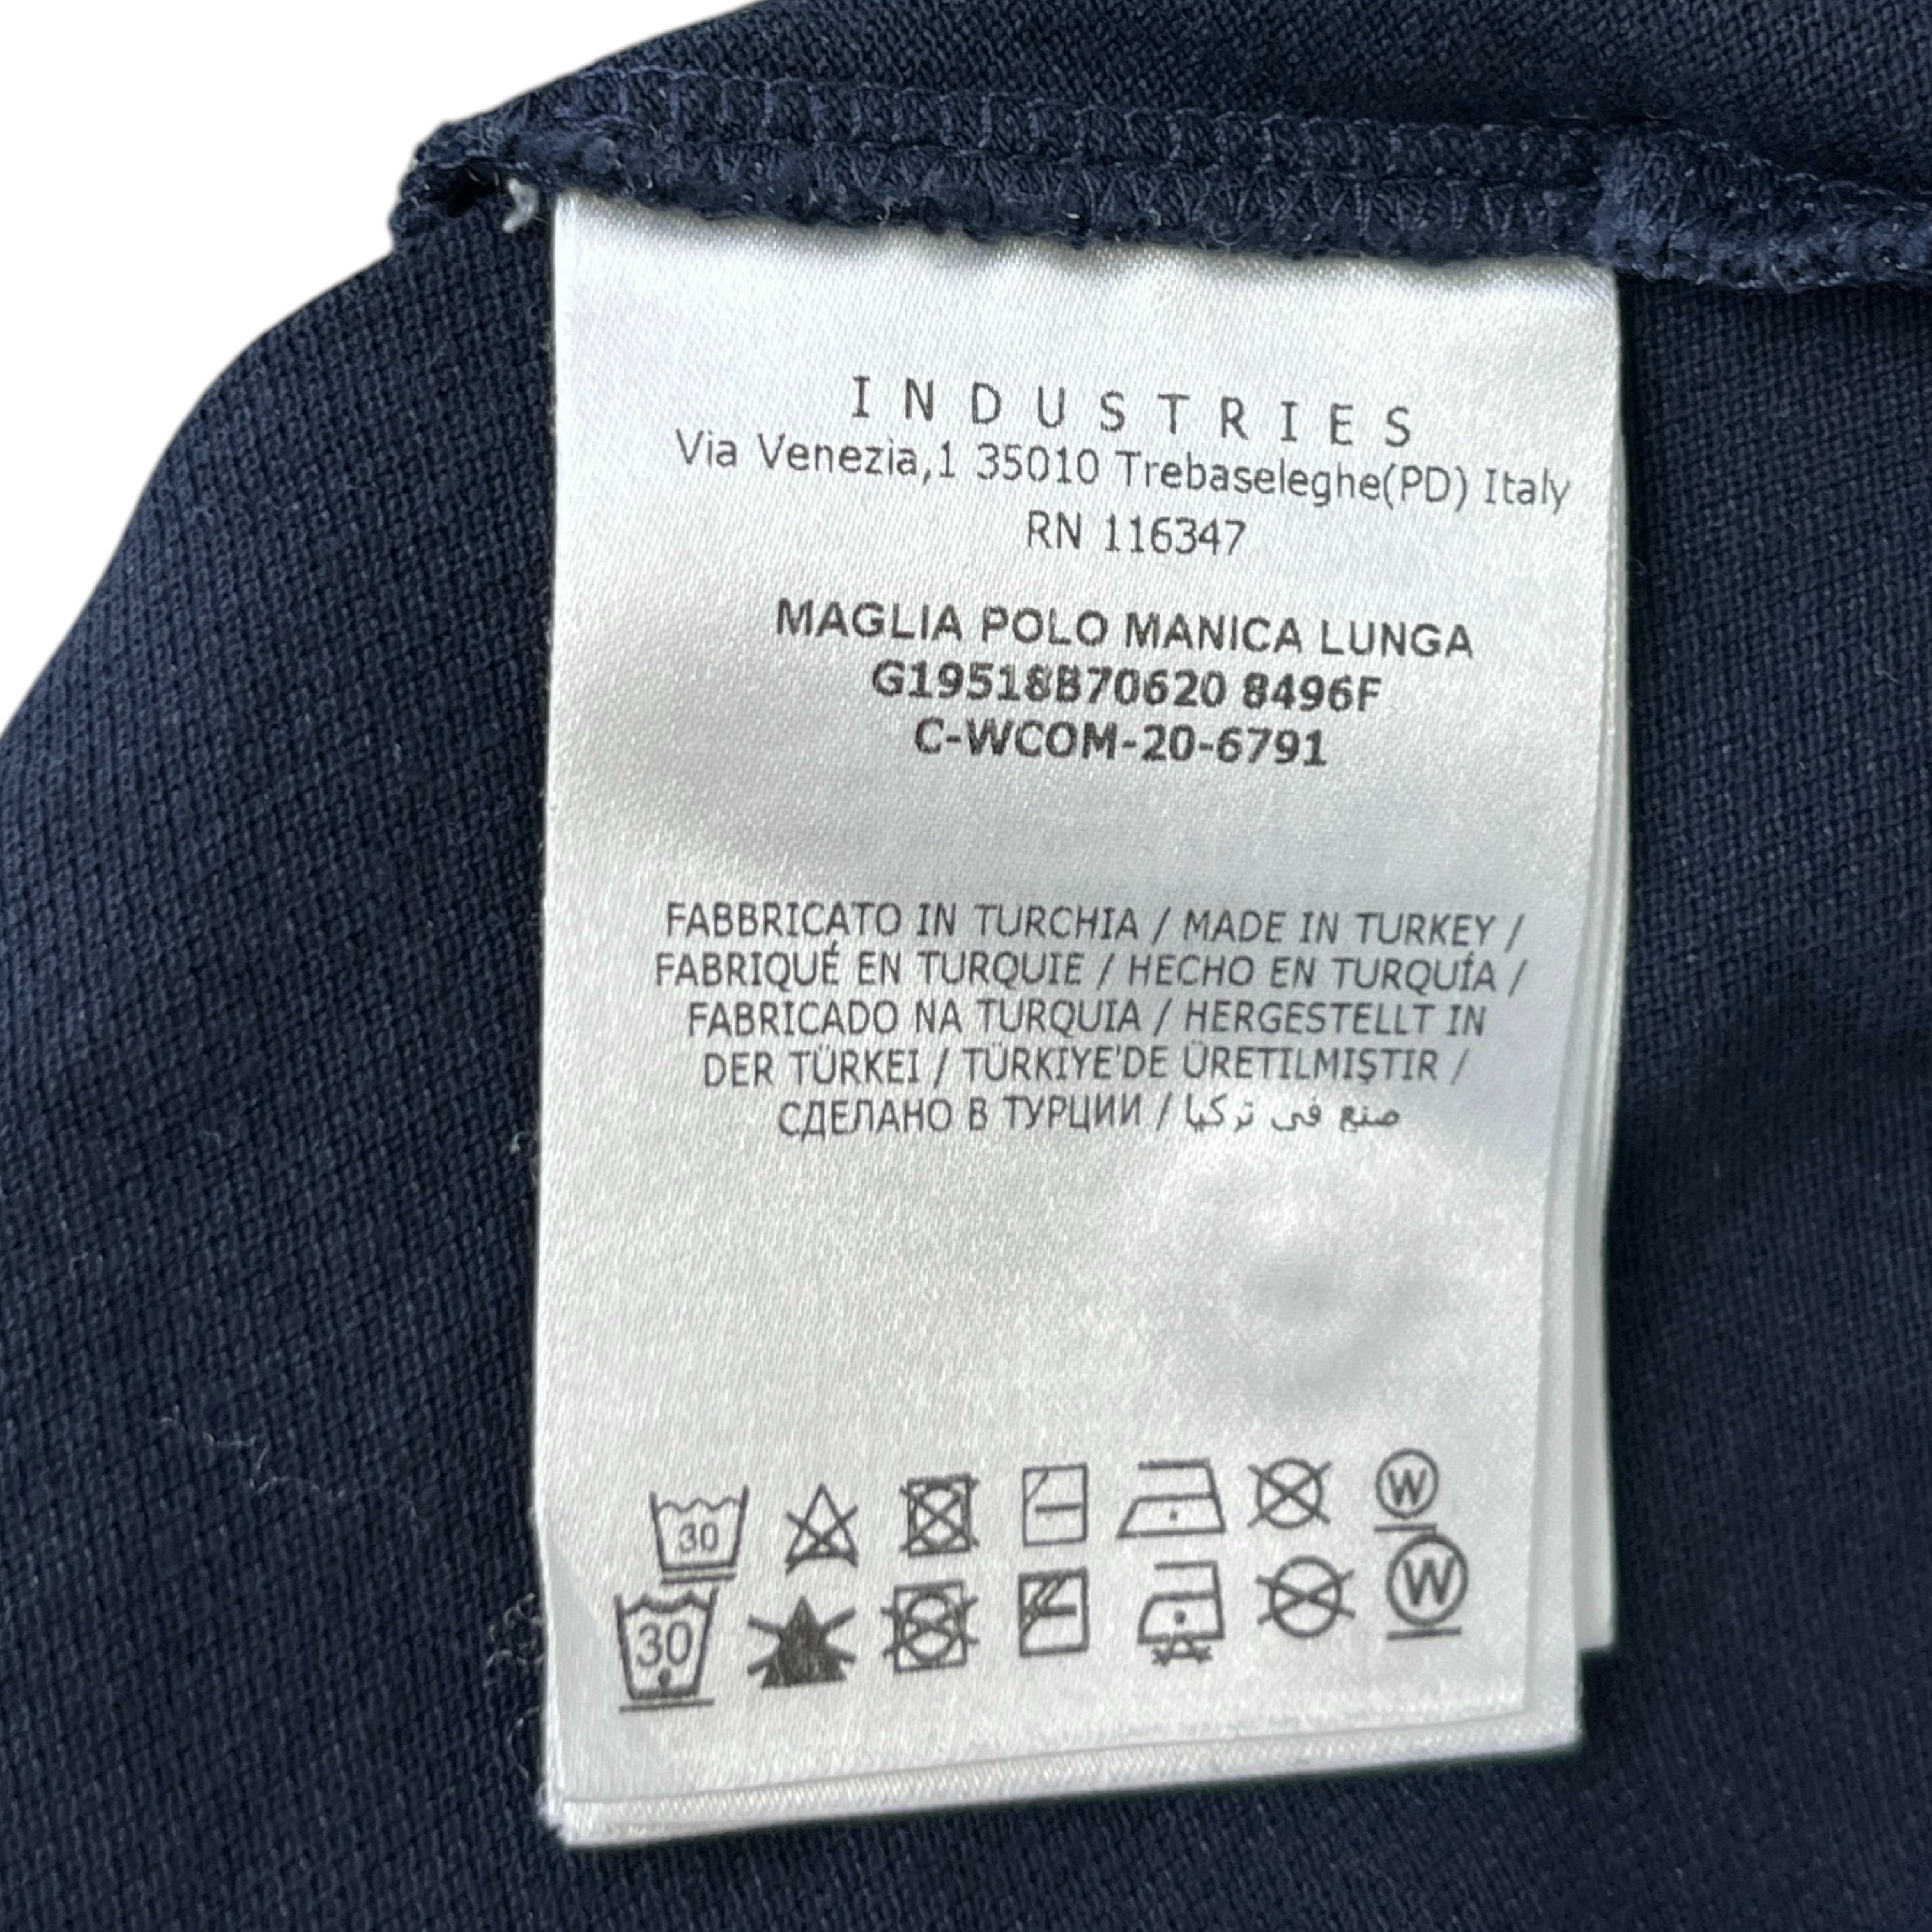 INDUSTRIES
Via Venezia,1 35010 Trebaseleghe(PD) Italy
RN 116347
MAGLIA POLO MANICA LUNGA
G19518B70620 8496F
C-WCOM-20-6791
FABBRICATO IN TURCHIA / MADE IN TURKEY /
FABRIQUÉ EN TURQUIE / HECHO EN TURQUÍA /
FABRICADO NA TURQUIA / HERGESTELLT IN
DER TÜRKEI / TÜRKIYE'DE ÜRETILMIŞTIR /
СДЕЛАНО В ТУРЦИИ / صنع في تركيا
30 W
30 W